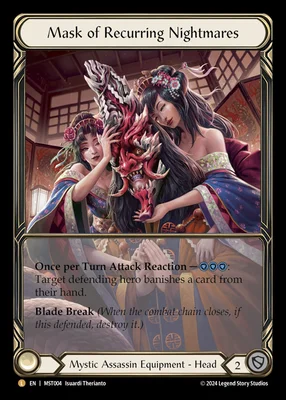 Mask of Recurring Nightmares
Once per Turn Attack Reaction —
Target defending hero banishes a card from
their hand.
Blade Break (When the combat chain closes, if
this defended, destroy it.)
Mystic Assassin Equipment - Head
2
L EN | MST004 Isuardi Therianto
© 2024 Legend Story Studios